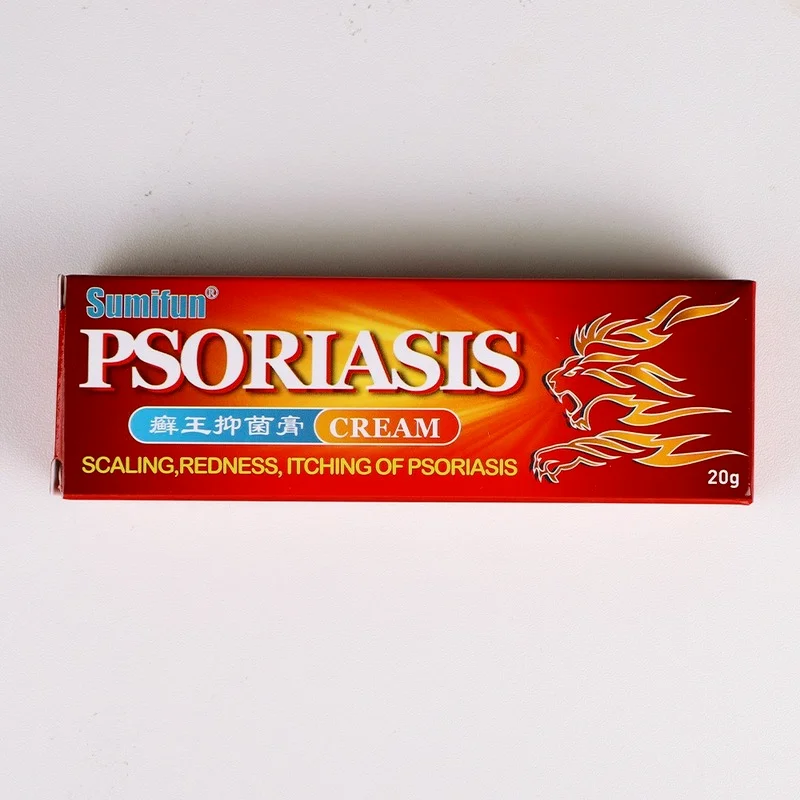 Sumifun®
PSORIASIS
癣王抑菌膏 CREAM
SCALING,REDNESS, ITCHING OF PSORIASIS
20g